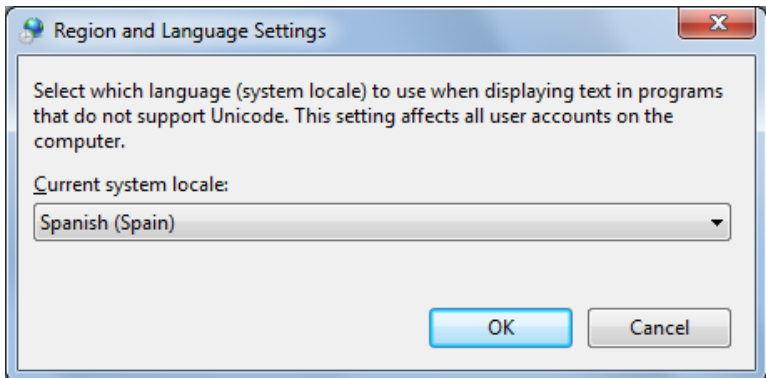 Region and Language Settings
Select which language (system locale) to use when displaying text in programs
that do not support Unicode. This setting affects all user accounts on the
computer.
Current system locale:
Spanish (Spain)
OK Cancel